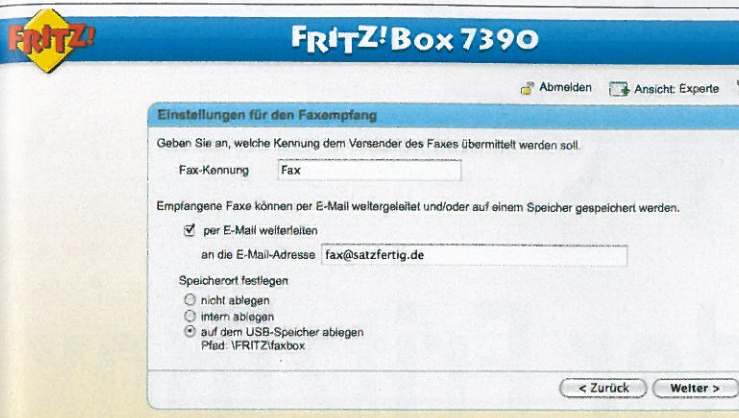 FRITZ!
FRITZ!Box 7390
Abmelden
Ansicht: Experte
Einstellungen für den Faxempfang
Geben Sie an, welche Kennung dem Versender des Faxes übermittelt werden soll.
Fax-Kennung
Fax
Empfangene Faxe können per E-Mail weitergeleitet und/oder auf einem Speicher gespeichert werden.
per E-Mail weiterleiten
an die E-Mail-Adresse fax@satzfertig.de
Speicherort festlegen
nicht ablegen
intern ablegen
auf dem USB-Speicher ablegen
Pfad: \FRITZ\faxbox
< Zurück
Weiter >